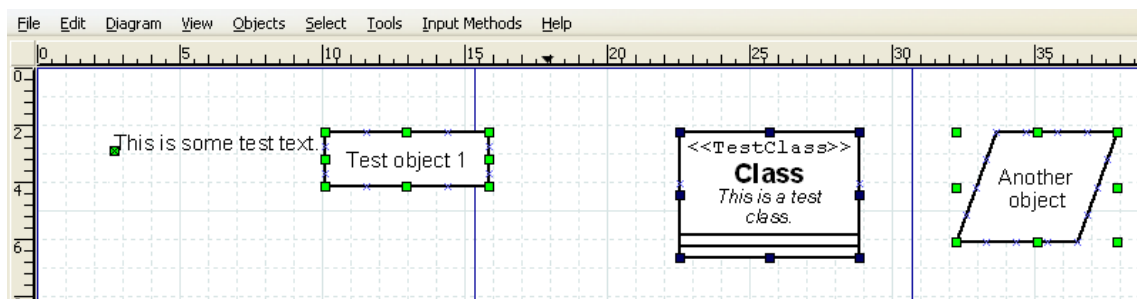 File Edit Diagram View Objects Select Tools Input Methods Help
0 5 10 15 20 25 30 35
0
2
4
6
This is some test text.
Test object 1
<<TestClass>>
Class
This is a test
class.
Another
object